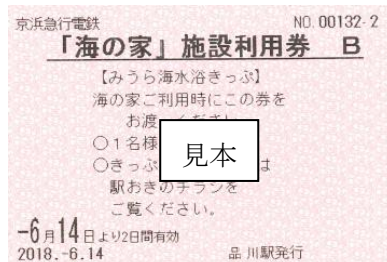 京浜急行電鉄 NO. 00132-2
「海の家」施設利用券 B
【みうら海水浴きっぷ】
海の家ご利用時にこの券を
お渡
○1名様
見本
○きっぷ は
駅おきのチラシを
ご覧ください。
-6月14日より2日間有効
2018.-6.14 品川駅発行